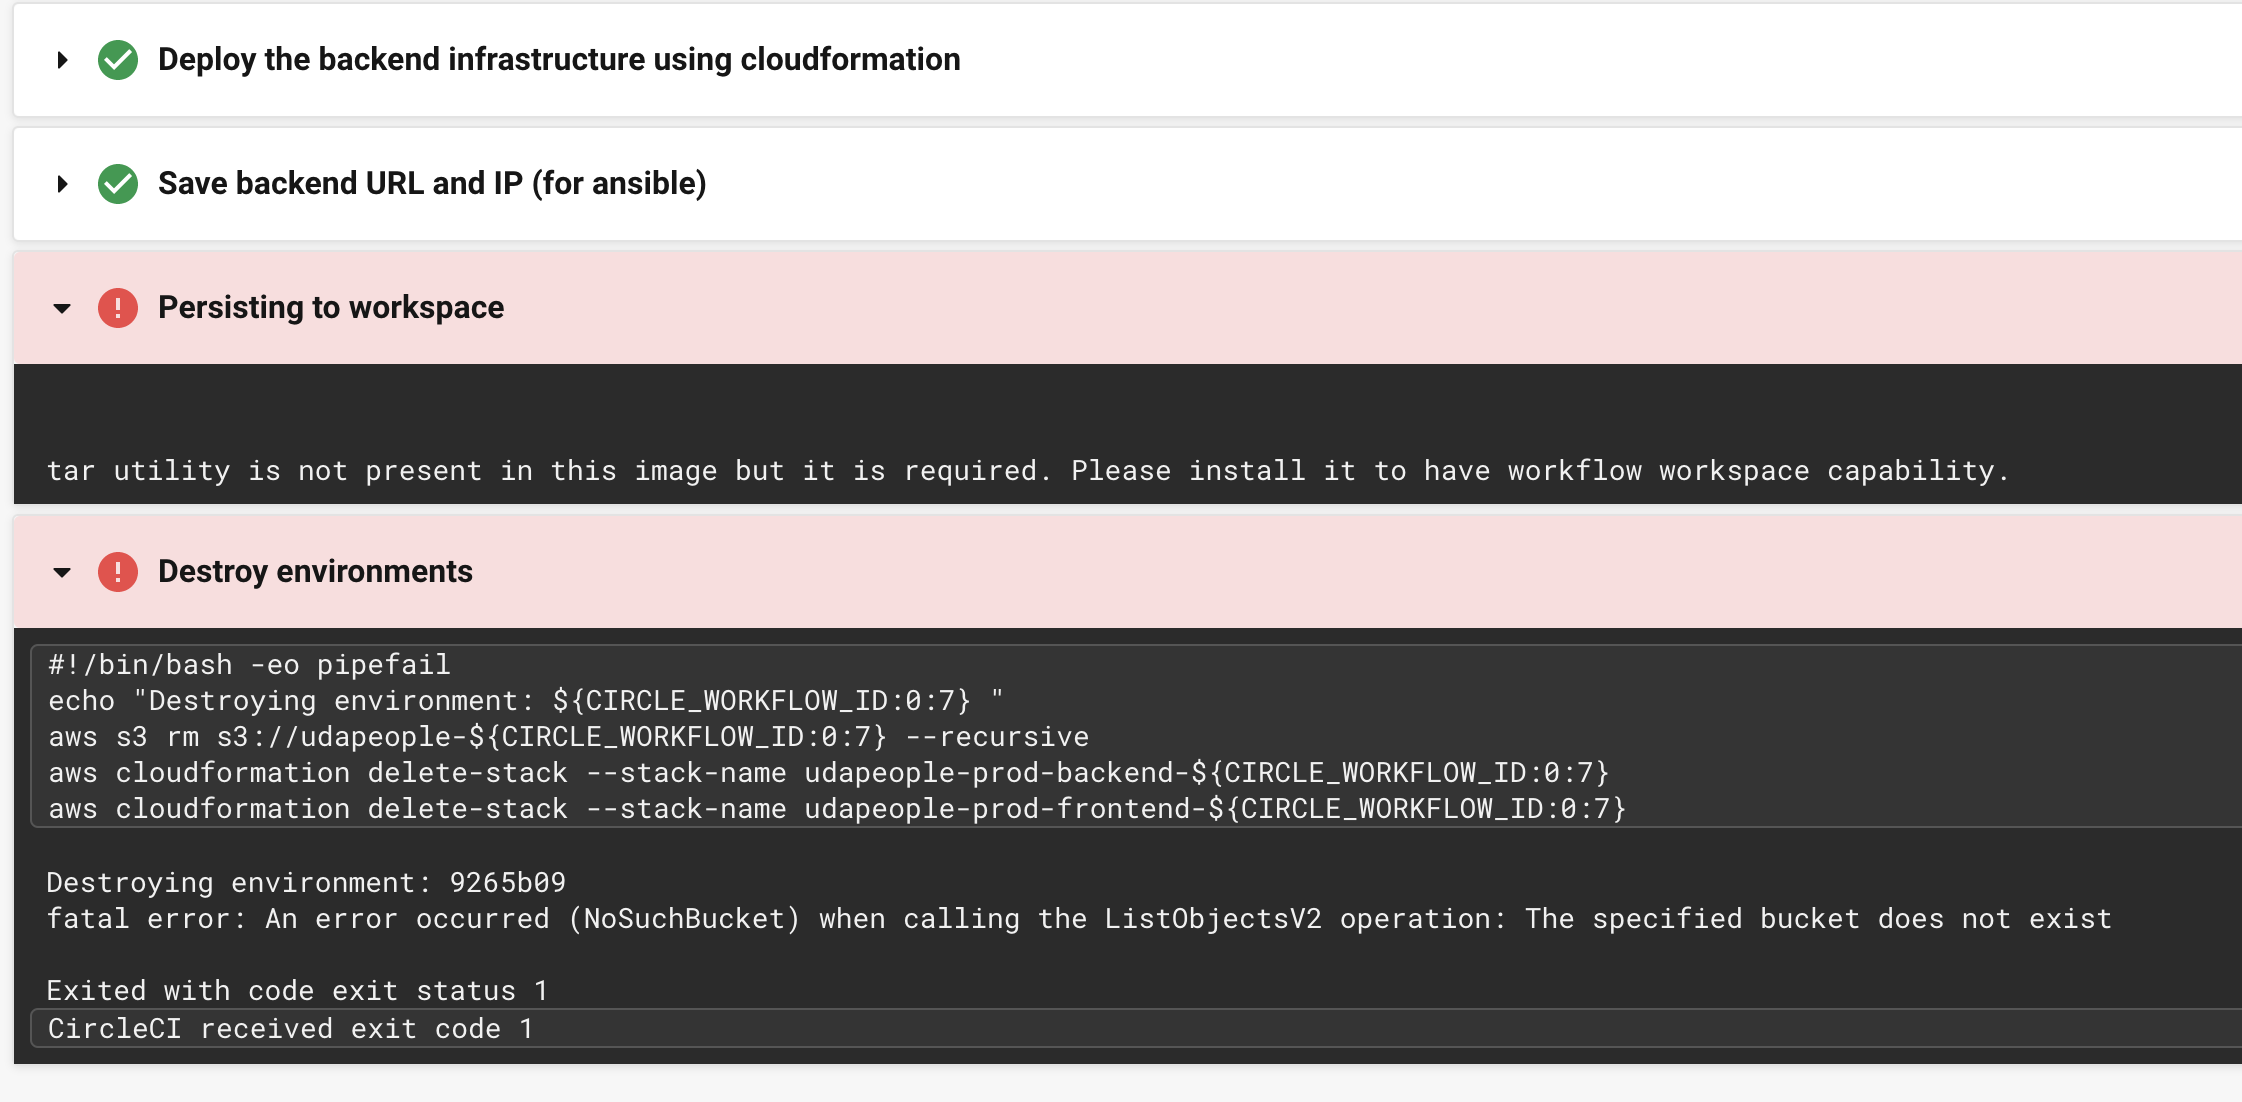 Deploy the backend infrastructure using cloudformation
Save backend URL and IP (for ansible)
Persisting to workspace
tar utility is not present in this image but it is required. Please install it to have workflow workspace capability.
Destroy environments
#!/bin/bash -eo pipefail
echo "Destroying environment: ${CIRCLE_WORKFLOW_ID:0:7} "
aws s3 rm s3://udapeople-${CIRCLE_WORKFLOW_ID:0:7} --recursive
aws cloudformation delete-stack --stack-name udapeople-prod-backend-${CIRCLE_WORKFLOW_ID:0:7}
aws cloudformation delete-stack --stack-name udapeople-prod-frontend-${CIRCLE_WORKFLOW_ID:0:7}
Destroying environment: 9265b09
fatal error: An error occurred (NoSuchBucket) when calling the ListObjectsV2 operation: The specified bucket does not exist
Exited with code exit status 1
CircleCI received exit code 1